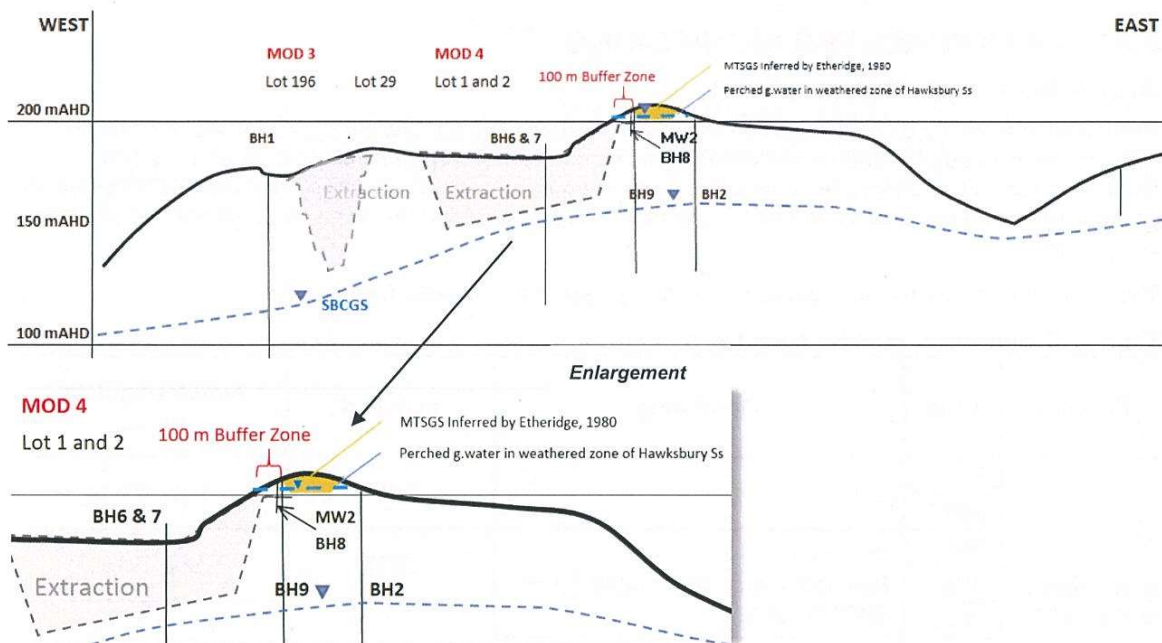 WEST
EAST
MOD 3
MOD 4
Lot 196
Lot 29
Lot 1 and 2
100 m Buffer Zone
MTSGS Inferred by Etheridge, 1980
Perched g.water in weathered zone of Hawksbury Ss
200 mAHD
BH1
BH6 & 7
MW2
BH8
Extraction
Extraction
BH9
BH2
150 mAHD
SBCGS
100 mAHD
Enlargement
MOD 4
Lot 1 and 2
100 m Buffer Zone
MTSGS Inferred by Etheridge, 1980
Perched g.water in weathered zone of Hawksbury Ss
BH6 & 7
MW2
BH8
Extraction
BH9
BH2